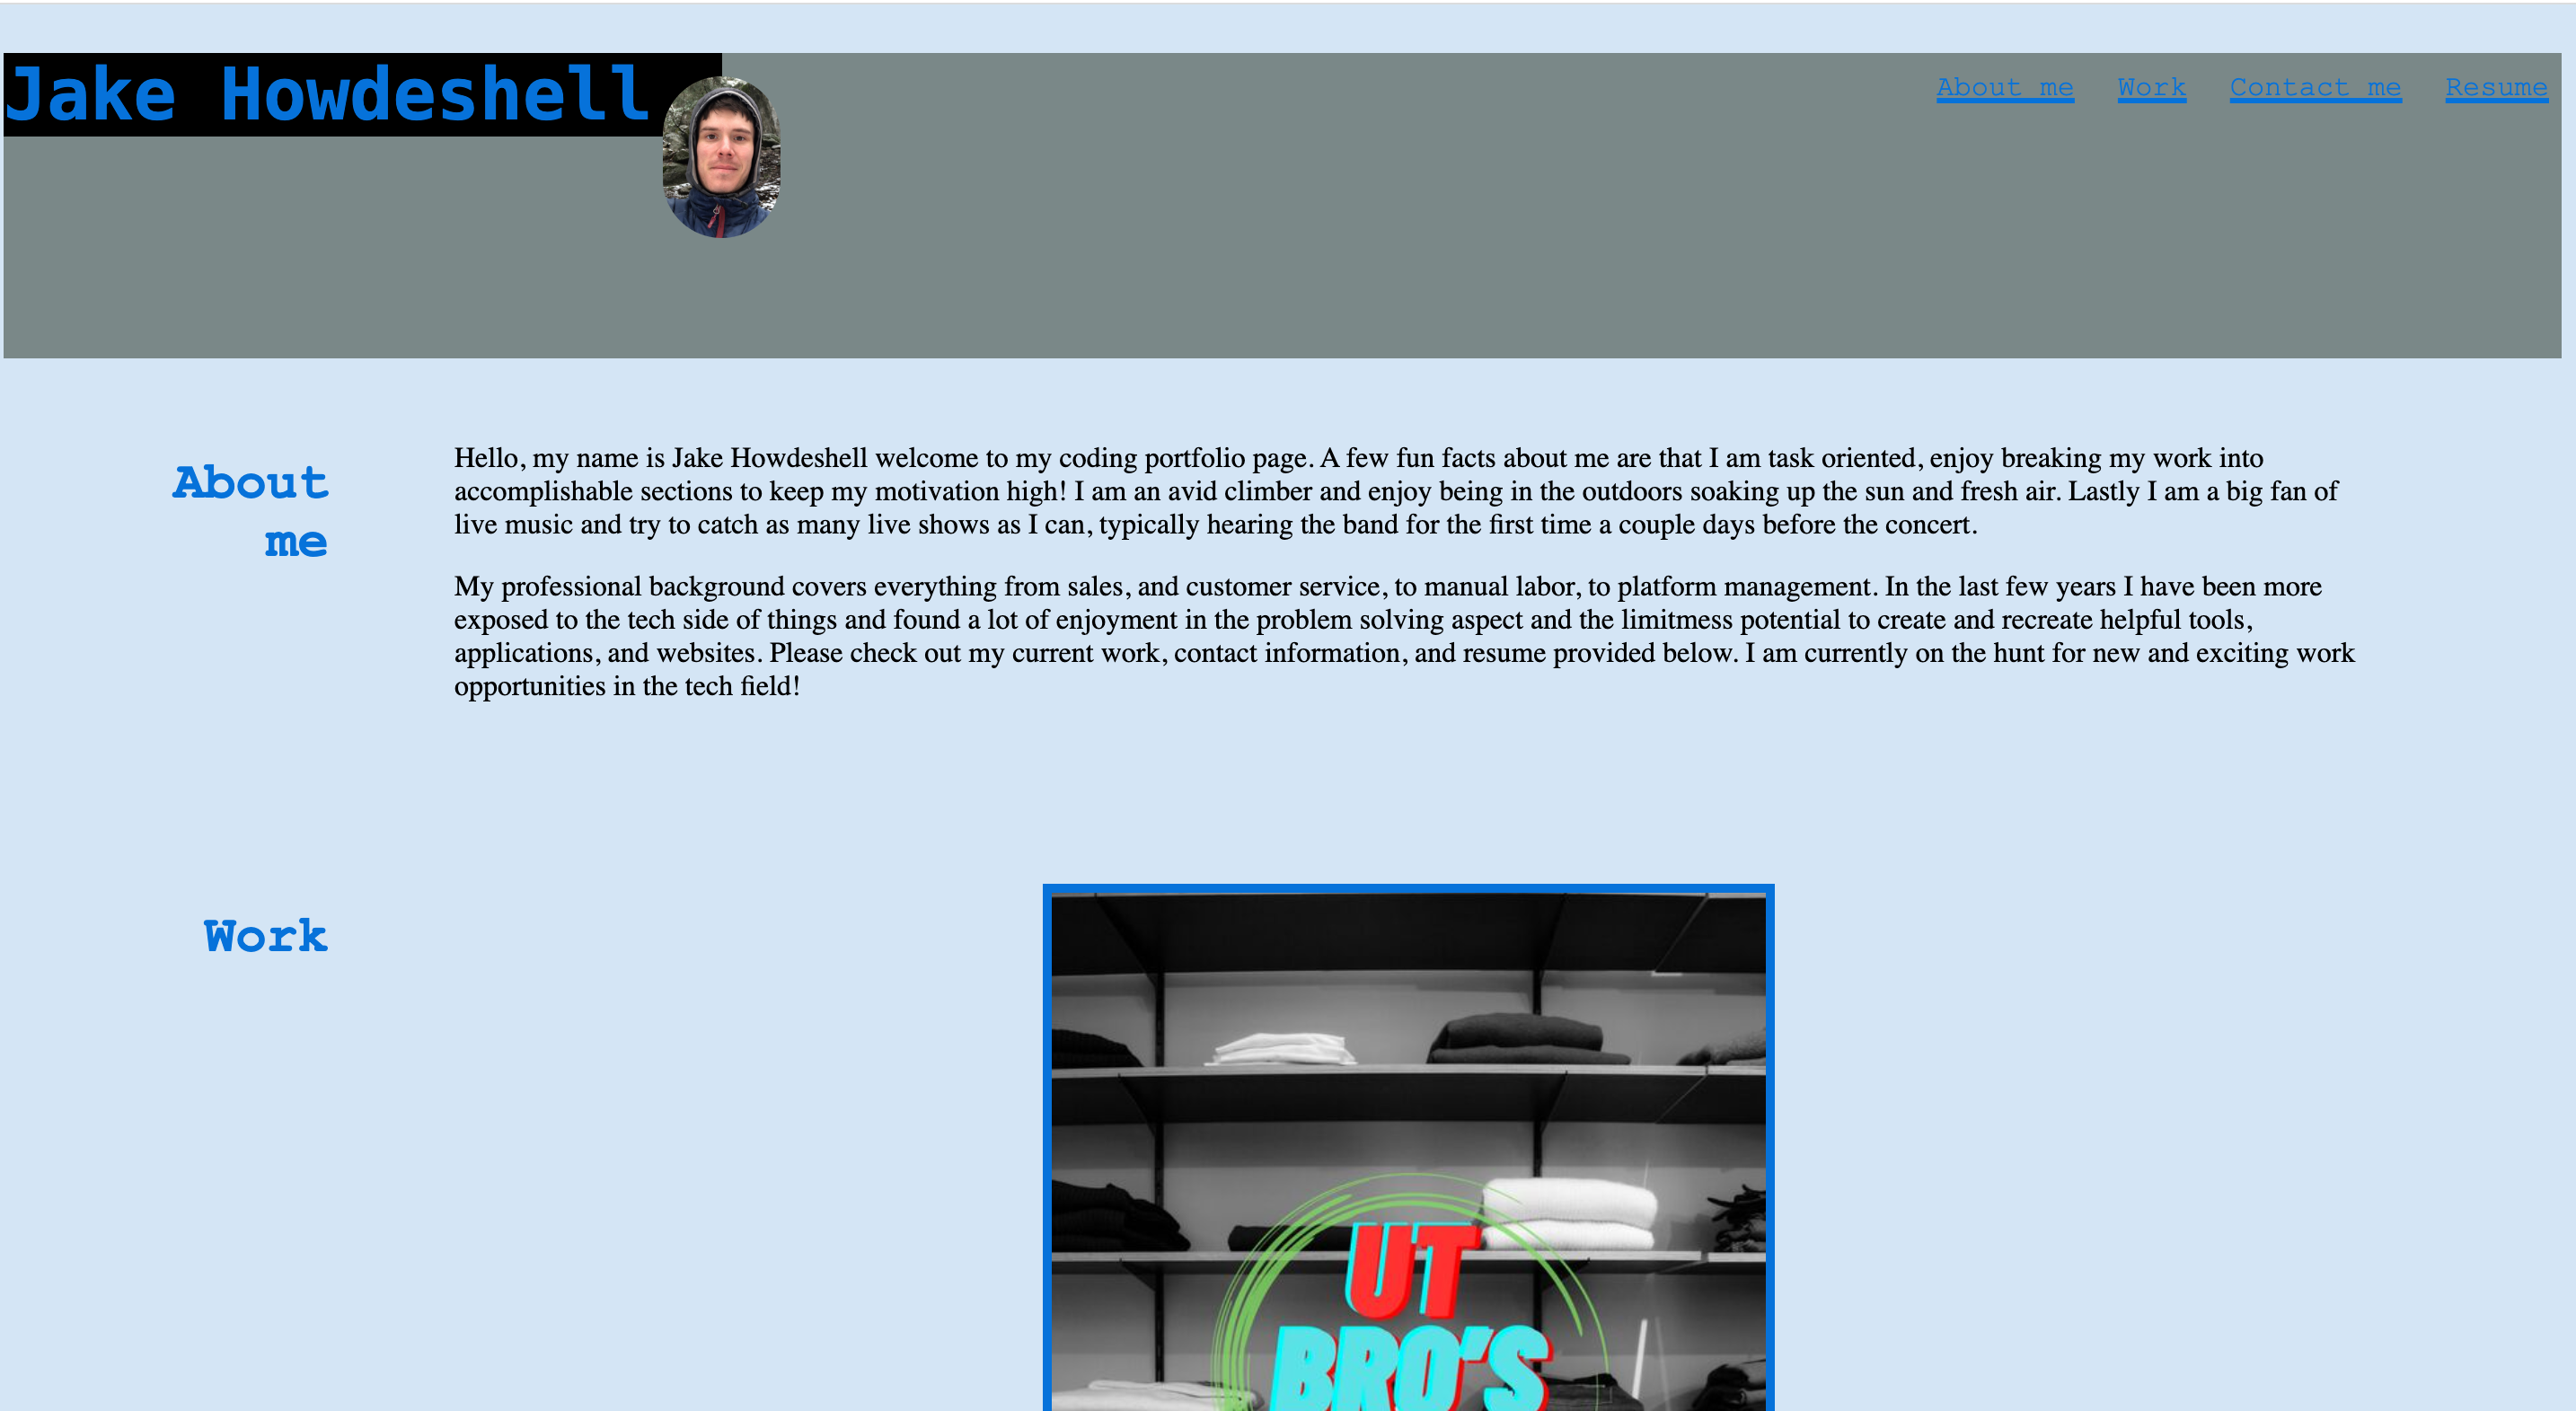 Jake Howdeshell
About me Work Contact me Resume
About
me
Hello, my name is Jake Howdeshell welcome to my coding portfolio page. A few fun facts about me are that I am task oriented, enjoy breaking my work into
accomplishable sections to keep my motivation high! I am an avid climber and enjoy being in the outdoors soaking up the sun and fresh air. Lastly I am a big fan of
live music and try to catch as many live shows as I can, typically hearing the band for the first time a couple days before the concert.
My professional background covers everything from sales, and customer service, to manual labor, to platform management. In the last few years I have been more
exposed to the tech side of things and found a lot of enjoyment in the problem solving aspect and the limitmess potential to create and recreate helpful tools,
applications, and websites. Please check out my current work, contact information, and resume provided below. I am currently on the hunt for new and exciting work
opportunities in the tech field!
Work
UT
BRO'S